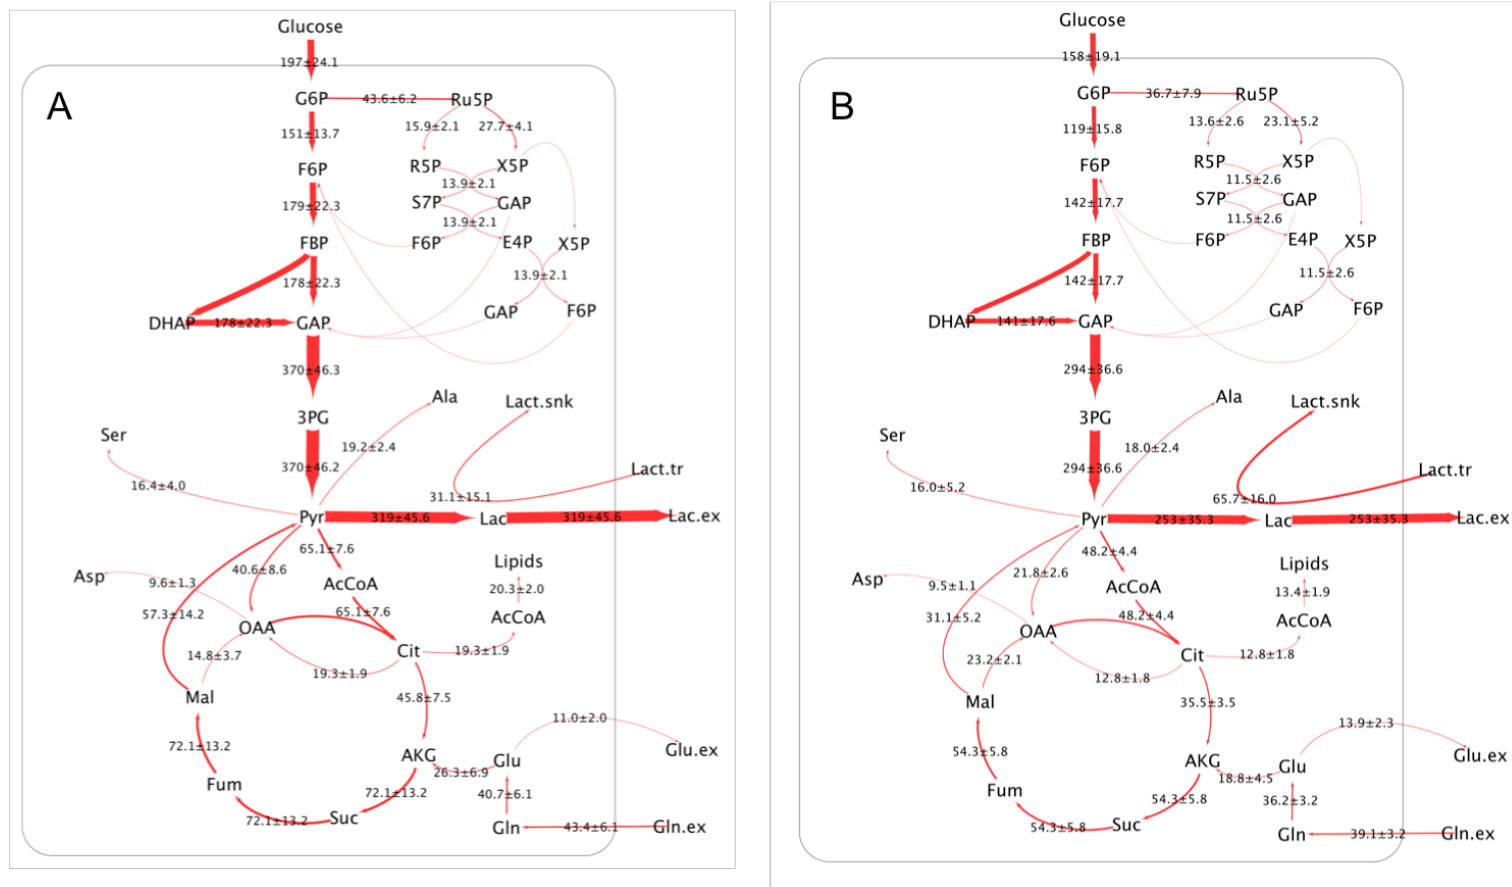 A
Glucose
197±24.1
G6P 43.6±6.2 Ru5P
151±13.7 15.9±2.1 27.7±4.1
F6P R5P X5P
13.9±2.1
179±22.3 S7P GAP
13.9±2.1
FBP F6P E4P X5P
178±22.3 13.9±2.1
DHAP 178±22.3 GAP GAP F6P
370±46.3
3PG Ala Lact.snk
Ser 19.2±2.4
370±46.2 Lact.tr
16.4±4.0 31.1±15.1
Pyr 319±45.6 Lac 319±45.6 Lac.ex
65.1±7.6
Asp 9.6±1.3 40.6±8.6 AcCoA Lipids
57.3±14.2 65.1±7.6 20.3±2.0
OAA AcCoA
14.8±3.7 19.3±1.9 Cit 19.3±1.9
Mal 45.8±7.5
72.1±13.2 11.0±2.0
AKG 26.3±6.9 Glu Glu.ex
Fum 72.1±13.2 40.7±6.1
72.1±13.2 Suc Gln 43.4±6.1 Gln.ex
B
Glucose
158±19.1
G6P 36.7±7.9 Ru5P
119±15.8 13.6±2.6 23.1±5.2
F6P R5P X5P
11.5±2.6
142±17.7 S7P GAP
11.5±2.6
FBP F6P E4P X5P
142±17.7 11.5±2.6
DHAP 141±17.6 GAP GAP F6P
294±36.6
3PG Ala Lact.snk
Ser 18.0±2.4
294±36.6 Lact.tr
16.0±5.2 65.7±16.0
Pyr 253±35.3 Lac 253±35.3 Lac.ex
48.2±4.4
Asp 9.5±1.1 21.8±2.6 AcCoA Lipids
31.1±5.2 48.2±4.4 13.4±1.9
OAA AcCoA
23.2±2.1 12.8±1.8 Cit 12.8±1.8
Mal 35.5±3.5
54.3±5.8 13.9±2.3
AKG 18.8±4.5 Glu Glu.ex
Fum 54.3±5.8 36.2±3.2
54.3±5.8 Suc Gln 39.1±3.2 Gln.ex